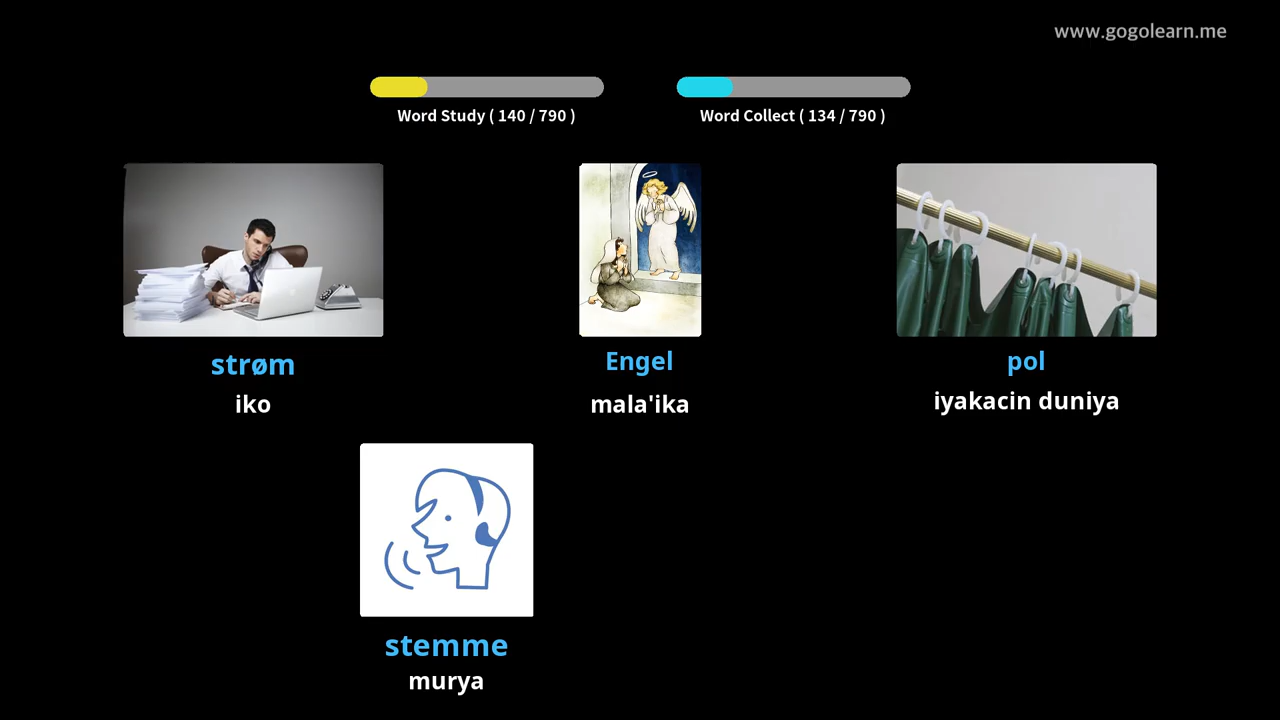 www.gogolearn.me
Word Study ( 140 / 790 )
Word Collect ( 134 / 790 )
strøm
iko
Engel
mala'ika
pol
iyakacin duniya
stemme
murya